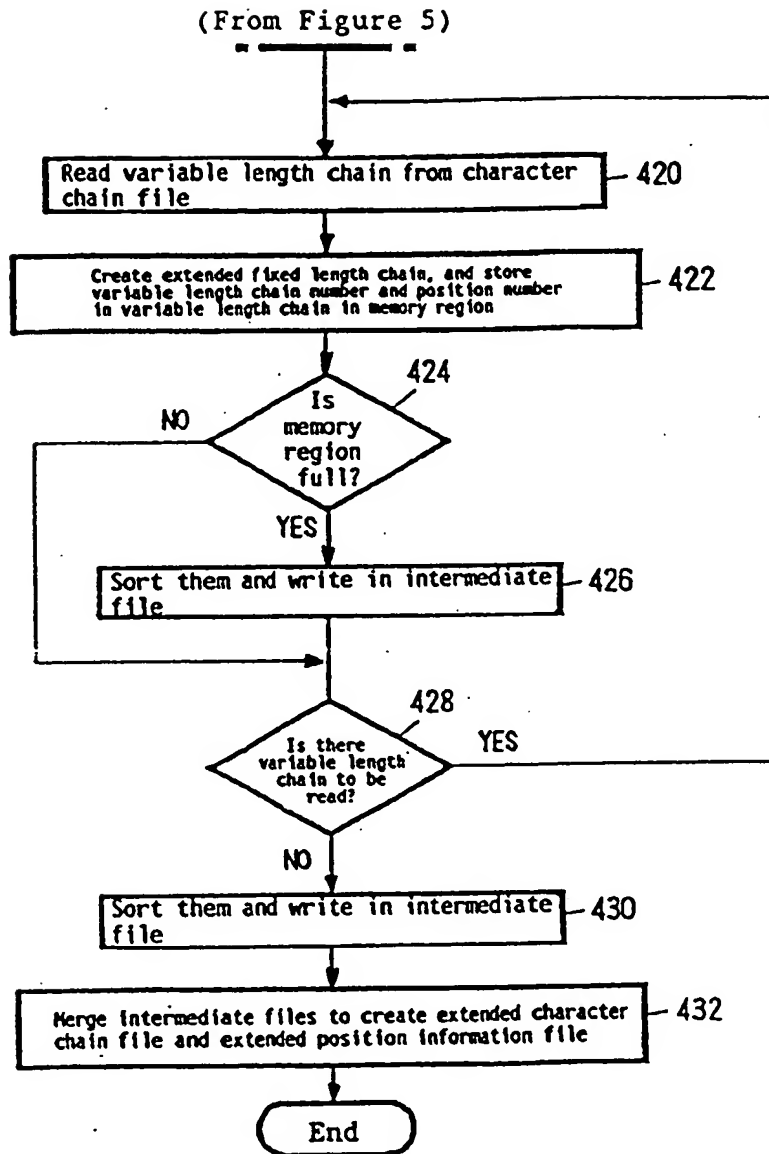 (From Figure 5)
Read variable length chain from character
chain file
420
Create extended fixed length chain, and store
variable length chain number and position number
in variable length chain in memory region
422
424
NO
Is
memory
region
full?
YES
Sort them and write in intermediate
file
426
428
Is there
variable length
chain to be
read?
YES
NO
Sort them and write in intermediate
file
430
Merge intermediate files to create extended character
chain file and extended position information file
432
End